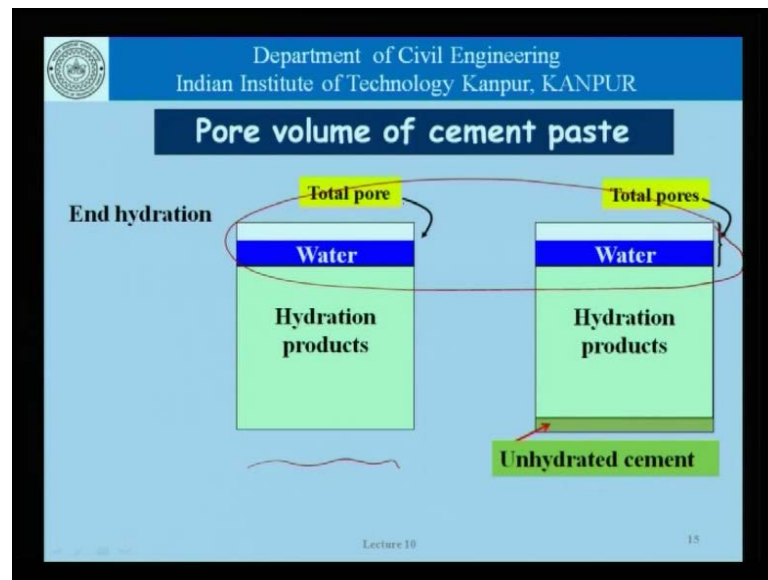 Department of Civil Engineering
Indian Institute of Technology Kanpur, KANPUR
Pore volume of cement paste
End hydration
Total pore
Total pores
Water
Water
Hydration
products
Hydration
products
Unhydrated cement
Lecture 10
15